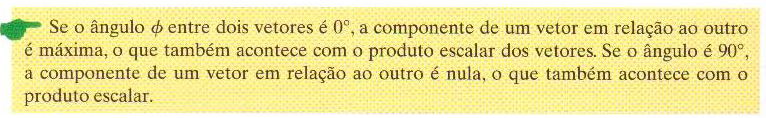 Se o ângulo ϕ entre dois vetores é 0°, a componente de um vetor em relação ao outro
é máxima, o que também acontece com o produto escalar dos vetores. Se o ângulo é 90°,
a componente de um vetor em relação ao outro é nula, o que também acontece com o
produto escalar.